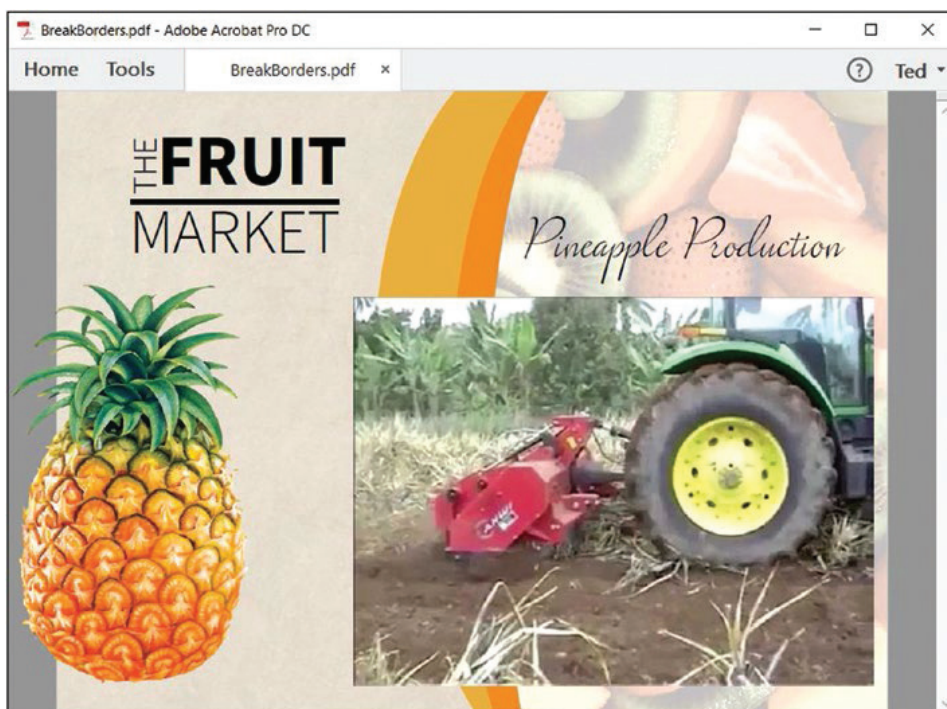 BreakBorders.pdf - Adobe Acrobat Pro DC
Home Tools BreakBorders.pdf × ? Ted
THE FRUIT
MARKET
Pineapple Production